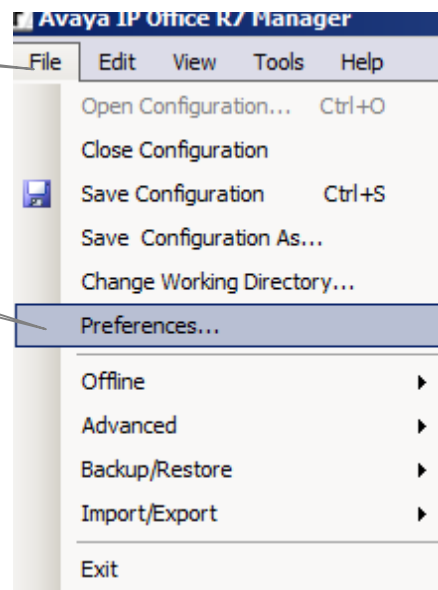 Avaya IP Office R7 Manager
File Edit View Tools Help
Open Configuration... Ctrl+O
Close Configuration
Save Configuration Ctrl+S
Save Configuration As...
Change Working Directory...
Preferences...
Offline
Advanced
Backup/Restore
Import/Export
Exit